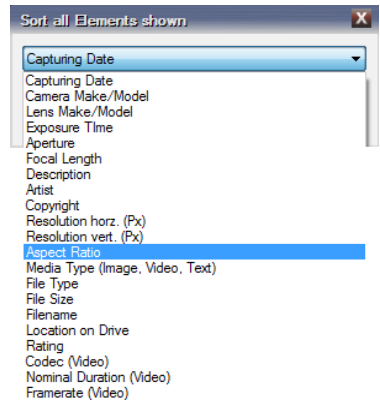 Sort all Elements shown
X
Capturing Date
Capturing Date
Camera Make/Model
Lens Make/Model
Exposure TIme
Aperture
Focal Length
Description
Artist
Copyright
Resolution horz. (Px)
Resolution vert. (Px)
Aspect Ratio
Media Type (Image, Video, Text)
File Type
File Size
Filename
Location on Drive
Rating
Codec (Video)
Nominal Duration (Video)
Framerate (Video)